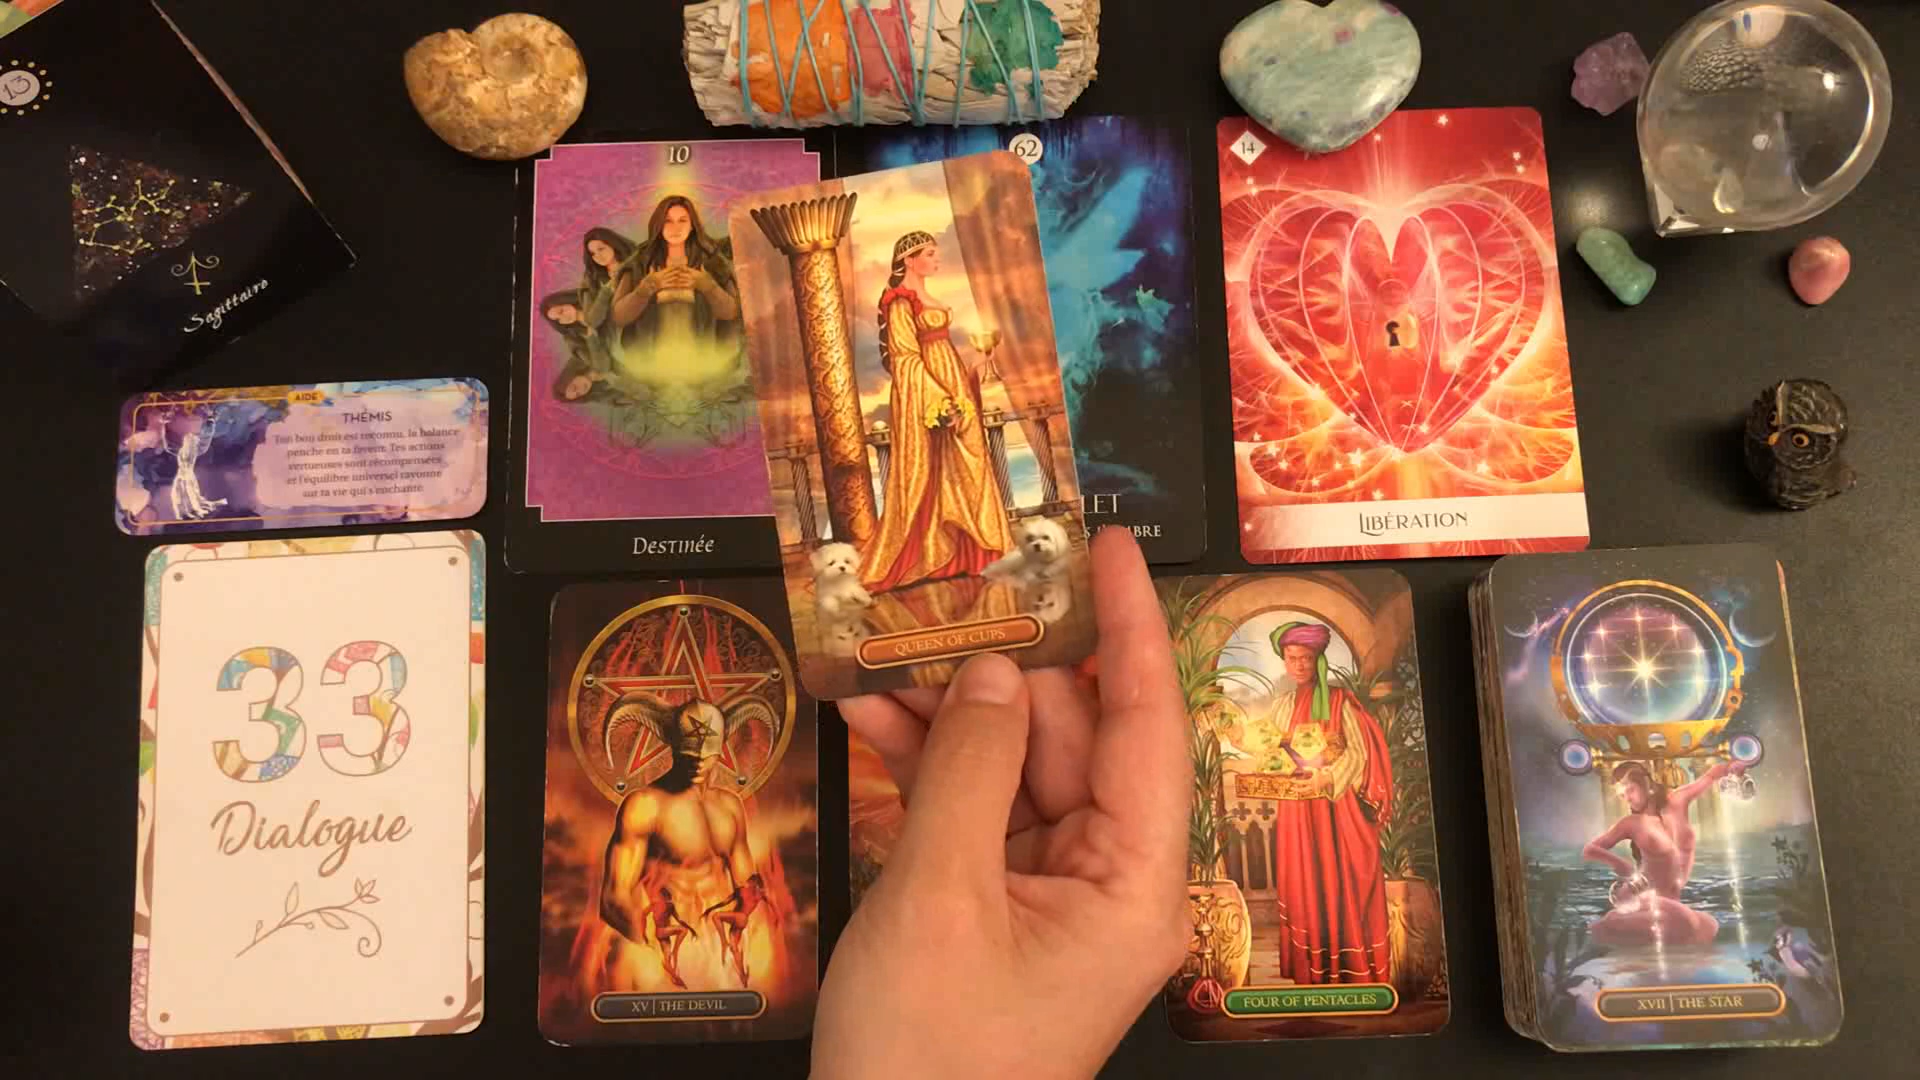 13
Sagittaire
AIDE
THÉMIS
Ton bon droit est reconnu, la balance
penche en ta faveur. Tes actions
vertueuses sont récompensées
et l'équilibre universel rayonne
sur ta vie qui s'enchante.
33
Dialogue
10
Destinée
62
LET
BRE
14
LIBÉRATION
QUEEN OF CUPS
XV | THE DEVIL
FOUR OF PENTACLES
XVII | THE STAR